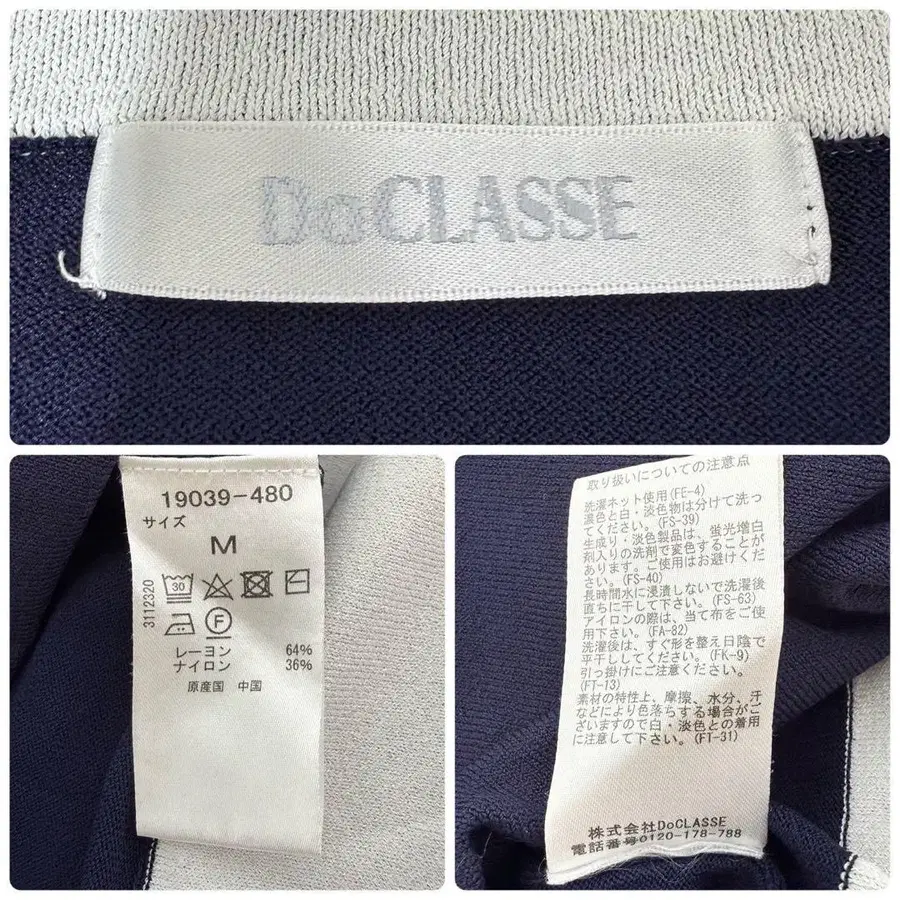 DoCLASSE
19039-480
サイズ
M
3112320
30
F
レーヨン 64%
ナイロン 36%
原産国 中国
取り扱いについての注意点
洗濯ネット使用(FE-4)
濃色と白・淡色物は分けて洗っ
てください。(FS-39)
生成り・淡色製品は、蛍光増白
剤入りの洗剤で変色することが
あります。ご使用はお避けくだ
さい。(FS-40)
長時間水に浸漬しないで洗濯後
直ちに干して下さい。(FS-63)
アイロンの際は、当て布をご使
用下さい。(FA-82)
洗濯後は、すぐ形を整え日陰で
平干ししてください。(FK-9)
引っ掛けにご注意ください。
(FT-13)
素材の特性上、摩擦、水分、汗
などにより色落ちする場合がご
ざいますので白・淡色との着用
に注意して下さい。(FT-31)
株式会社DoCLASSE
電話番号0120-178-788